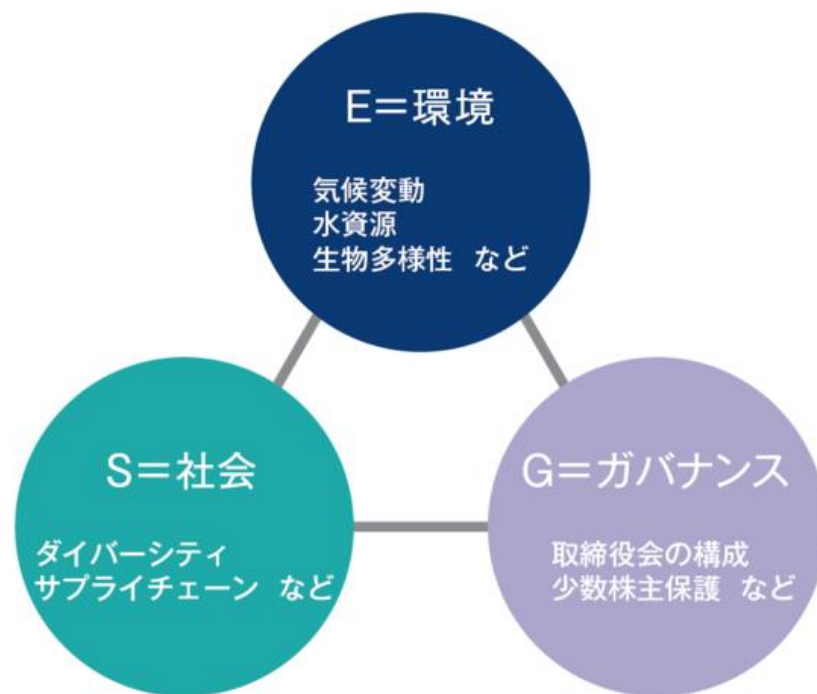 E＝環境
気候変動
水資源
生物多様性 など
S＝社会
ダイバーシティ
サプライチェーン など
G＝ガバナンス
取締役会の構成
少数株主保護 など